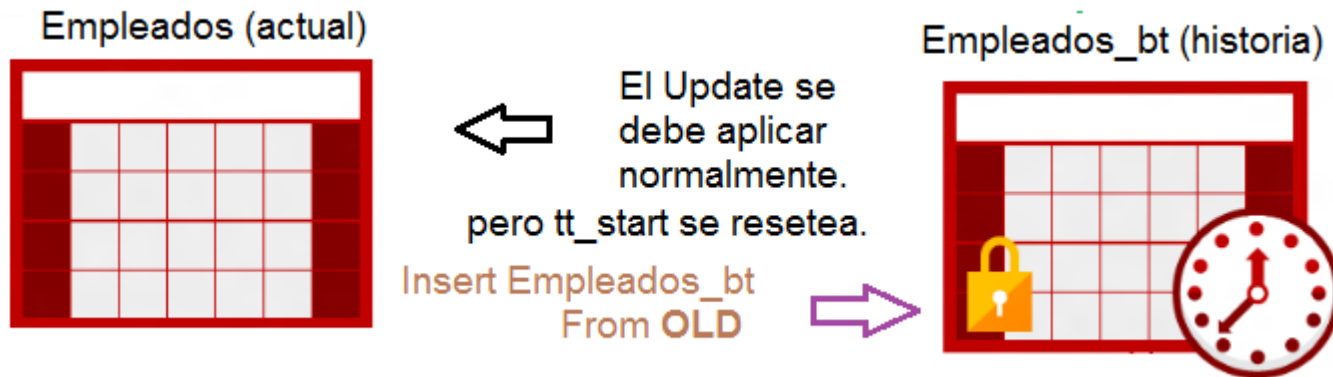 Empleados (actual)
Empleados_bt (historia)
El Update se
debe aplicar
normalmente.
pero tt_start se resetea.
Insert Empleados_bt
From OLD